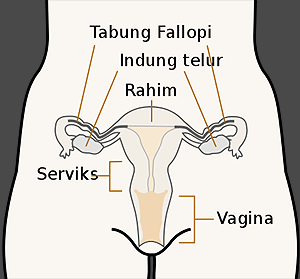 Tabung Fallopi
Indung telur
Rahim
Serviks
Vagina